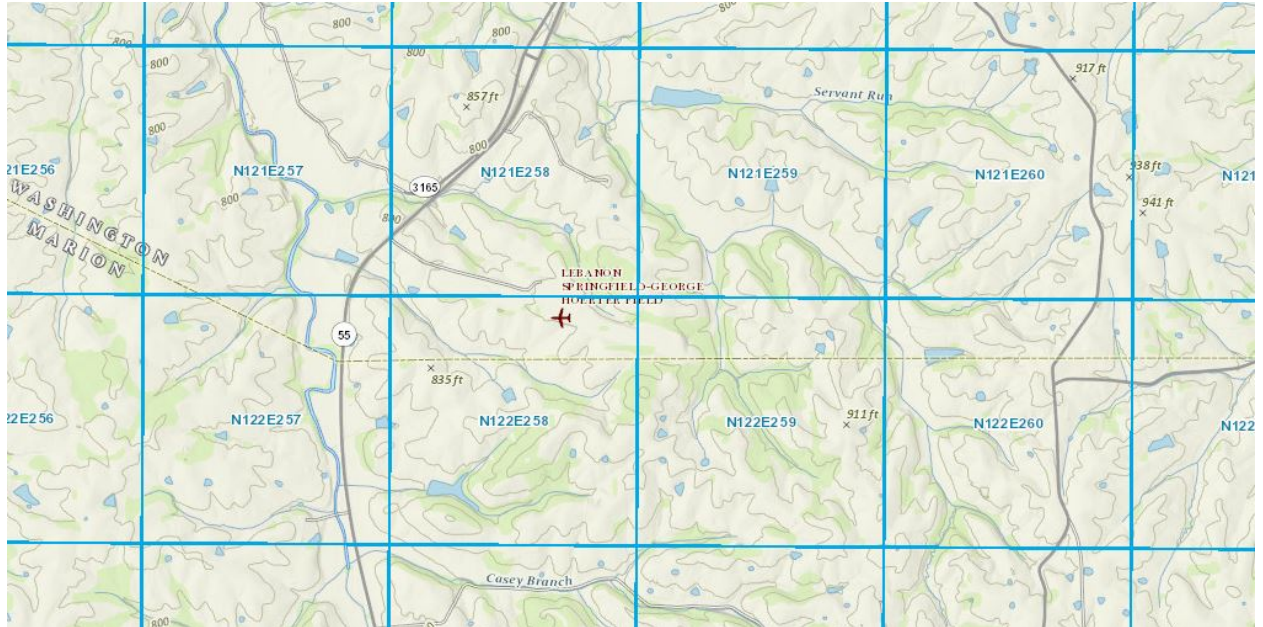 800
800
800
800
857 ft
917 ft
Servant Run
800
21E256
N121E257
N121E258
N121E259
N121E260
938 ft
N121
3165
800
941 ft
800
WASHINGTON
MARION
LEBANON
SPRINGFIELD-GEORGE
HOERTER FIELD
55
835 ft
22E256
N122E257
N122E258
N122E259
911 ft
N122E260
N122
Casey Branch
800